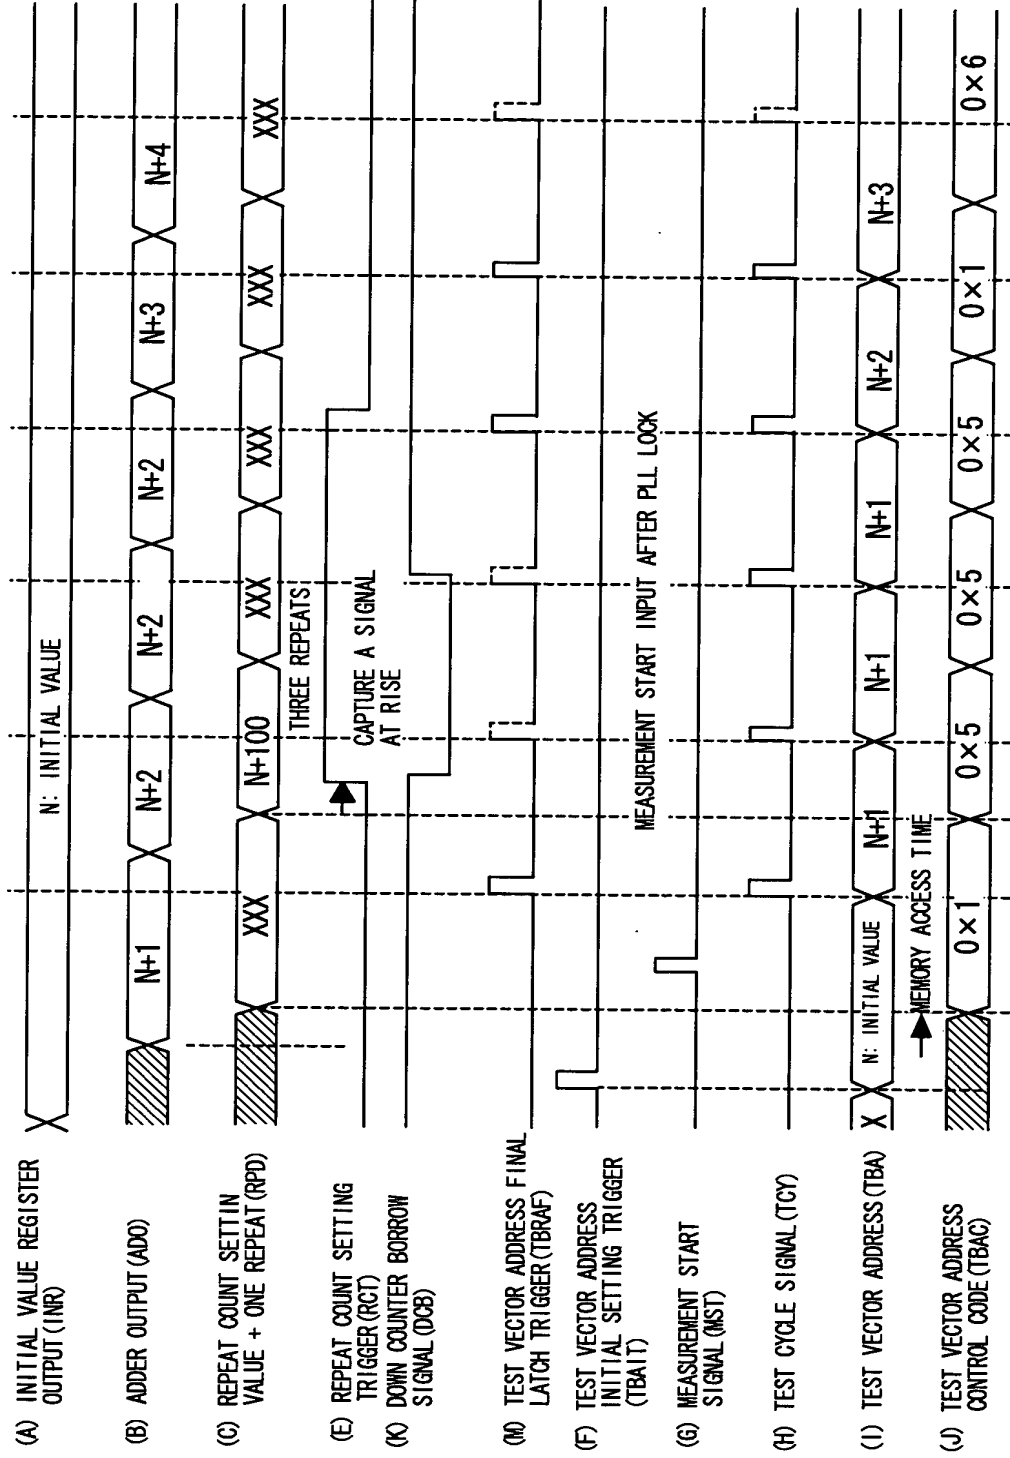 (A) INITIAL VALUE REGISTER
OUTPUT(INR)
N: INITIAL VALUE
(B) ADDER OUTPUT(ADO)
N+1
N+2
N+2
N+2
N+3
N+4
(C) REPEAT COUNT SETTIN
VALUE + ONE REPEAT(RPD)
XXX
N+100
XXX
XXX
XXX
XXX
THREE REPEATS
(E) REPEAT COUNT SETTING
TRIGGER(RCT)
CAPTURE A SIGNAL
AT RISE
(K) DOWN COUNTER BORROW
SIGNAL(DCB)
(M) TEST VECTOR ADDRESS FINAL
LATCH TRIGGER(TBRAF)
(F) TEST VECTOR ADDRESS
INITIAL SETTING TRIGGER
(TBAIT)
MEASUREMENT START INPUT AFTER PLL LOCK
(G) MEASUREMENT START
SIGNAL(MST)
(H) TEST CYCLE SIGNAL(TCY)
(I) TEST VECTOR ADDRESS(TBA)
X
N: INITIAL VALUE
N+1
N+1
N+1
N+2
N+3
MEMORY ACCESS TIME
(J) TEST VECTOR ADDRESS
CONTROL CODE(TBAC)
0×1
0×5
0×5
0×5
0×1
0×6